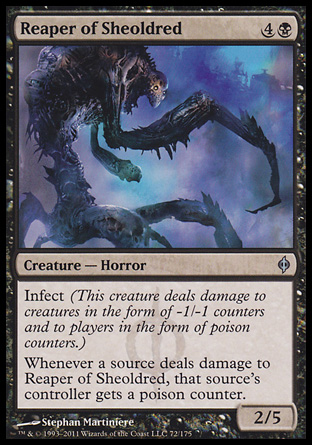 Reaper of Sheoldred 4
Creature — Horror
Infect (This creature deals damage to
creatures in the form of -1/-1 counters
and to players in the form of poison
counters.)
Whenever a source deals damage to
Reaper of Sheoldred, that source's
controller gets a poison counter.
Stephan Martiniere
2/5
™ & © 1993–2011 Wizards of the Coast LLC 72/175